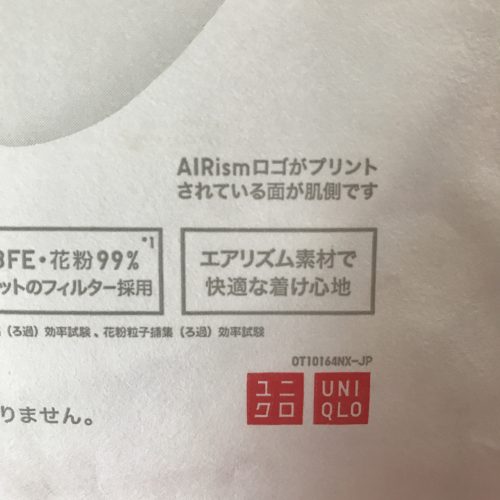 AIRismロゴがプリント
されている面が肌側です
BFE・花粉99%*1
ットのフィルター採用
エアリズム素材で
快適な着け心地
(ろ過)効率試験、花粉粒子捕集(ろ過)効率試験
OT10164NX-JP
ユニ
クロ
UNI
QLO
りません。